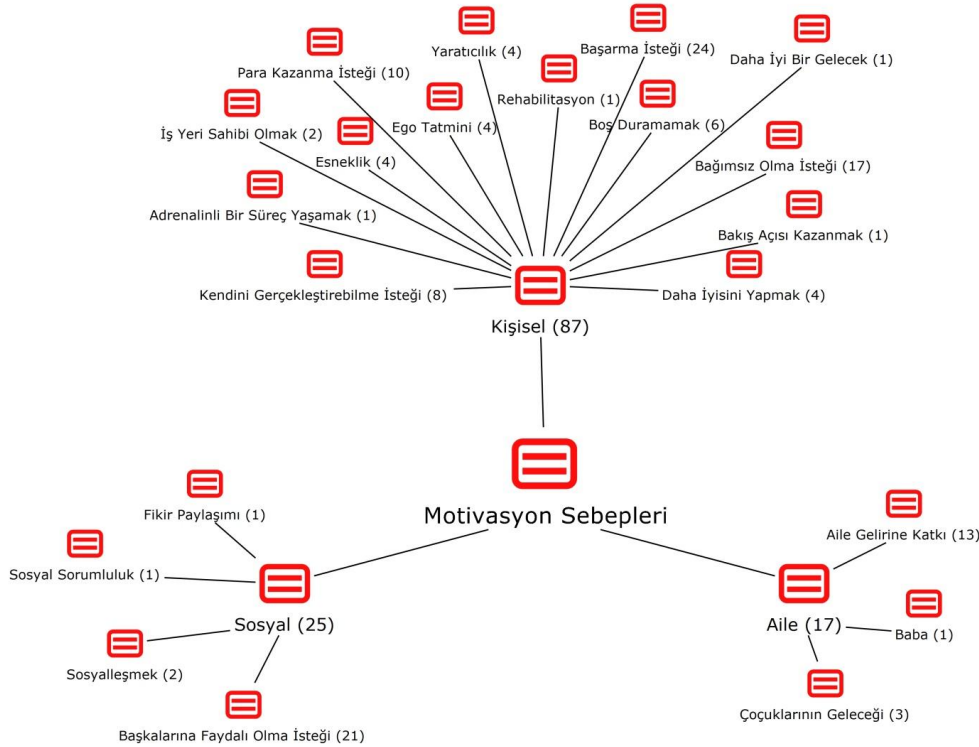 Yaratıcılık (4)
Başarma İsteği (24)
Daha İyi Bir Gelecek (1)
Para Kazanma İsteği (10)
Rehabilitasyon (1)
İş Yeri Sahibi Olmak (2)
Ego Tatmini (4)
Boş Duramamak (6)
Esneklik (4)
Bağımsız Olma İsteği (17)
Adrenalinli Bir Süreç Yaşamak (1)
Bakış Açısı Kazanmak (1)
Kendini Gerçekleştirebilme İsteği (8)
Daha İyisini Yapmak (4)
Kişisel (87)
Motivasyon Sebepleri
Fikir Paylaşımı (1)
Aile Gelirine Katkı (13)
Sosyal Sorumluluk (1)
Sosyal (25)
Aile (17)
Baba (1)
Sosyalleşmek (2)
Çoçuklarının Geleceği (3)
Başkalarına Faydalı Olma İsteği (21)